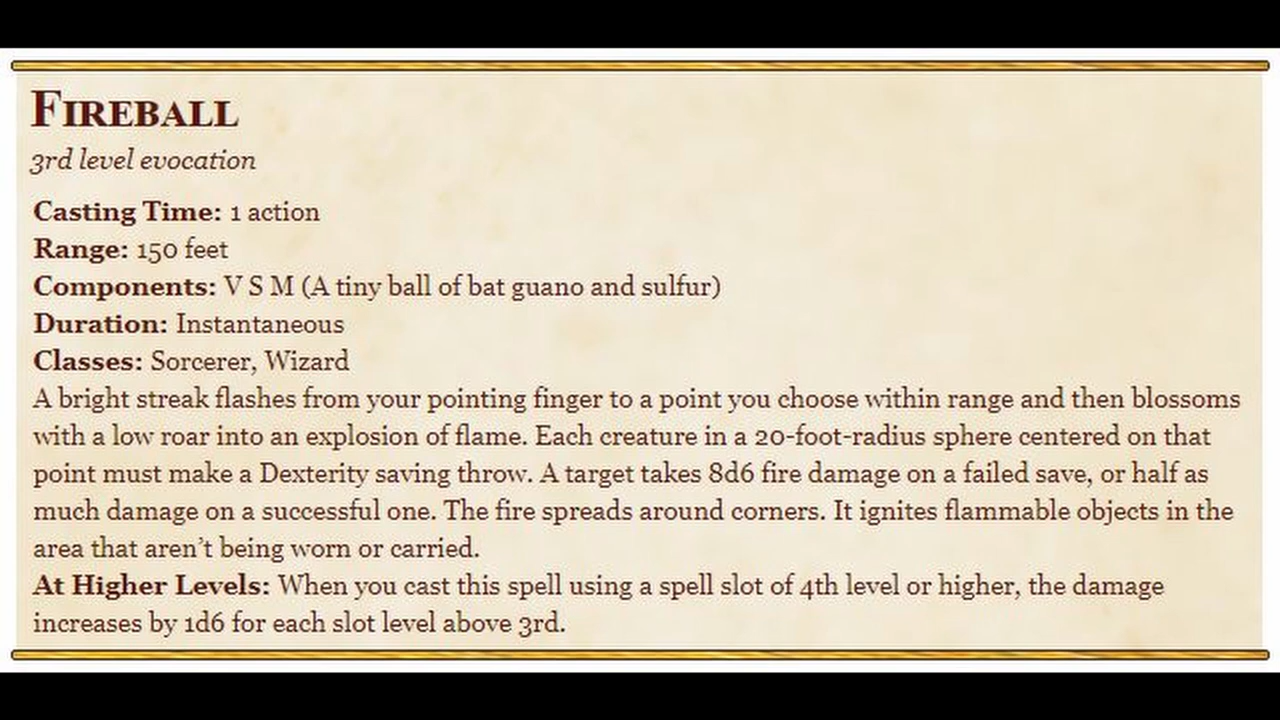 FIREBALL
3rd level evocation
Casting Time: 1 action
Range: 150 feet
Components: V S M (A tiny ball of bat guano and sulfur)
Duration: Instantaneous
Classes: Sorcerer, Wizard
A bright streak flashes from your pointing finger to a point you choose within range and then blossoms
with a low roar into an explosion of flame. Each creature in a 20-foot-radius sphere centered on that
point must make a Dexterity saving throw. A target takes 8d6 fire damage on a failed save, or half as
much damage on a successful one. The fire spreads around corners. It ignites flammable objects in the
area that aren’t being worn or carried.
At Higher Levels: When you cast this spell using a spell slot of 4th level or higher, the damage
increases by 1d6 for each slot level above 3rd.